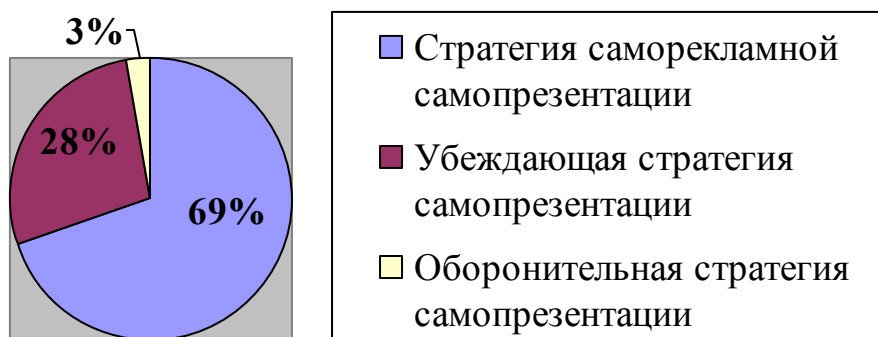 3%
28%
69%
Стратегия саморекламной
самопрезентации
Убеждающая стратегия
самопрезентации
Оборонительная стратегия
самопрезентации